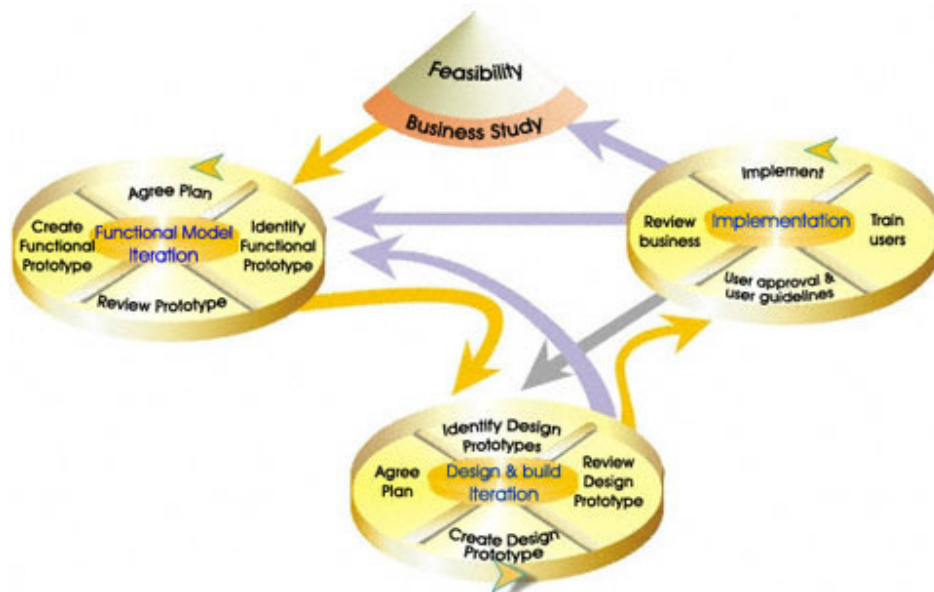 Feasibility
Business Study
Agree Plan
Create
Functional
Prototype
Functional Model
Iteration
Identify
Functional
Prototype
Review Prototype
Implement
Review
business
Implementation
Train
users
User approval &
user guidelines
Identify Design
Prototypes
Agree
Plan
Design & build
Iteration
Review
Design
Prototype
Create Design
Prototype